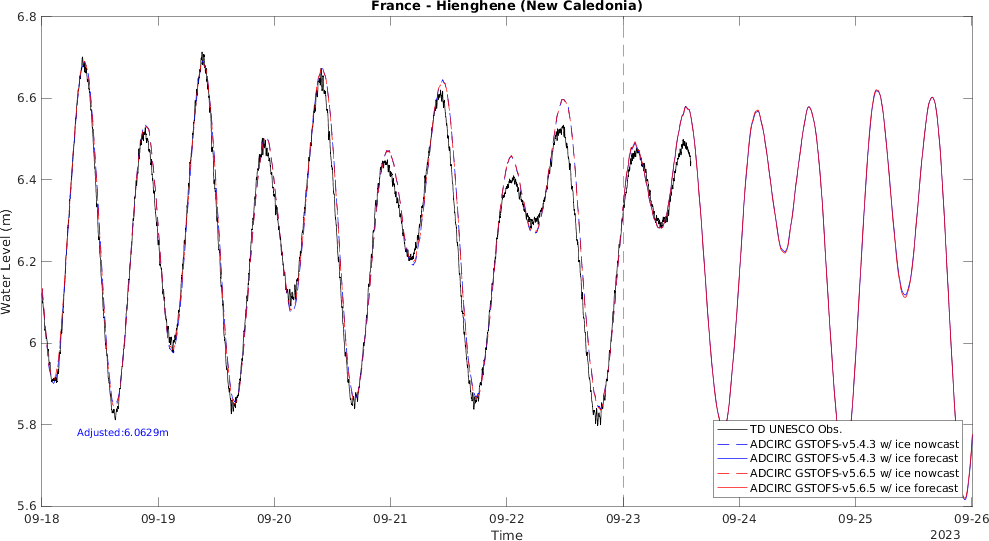 France - Hienghene (New Caledonia)
6.8
6.6
6.4
6.2
6
5.8
5.6
Water Level (m)
Adjusted:6.0629m
TD UNESCO Obs.
ADCIRC GSTOFS-v5.4.3 w/ ice nowcast
ADCIRC GSTOFS-v5.4.3 w/ ice forecast
ADCIRC GSTOFS-v5.6.5 w/ ice nowcast
ADCIRC GSTOFS-v5.6.5 w/ ice forecast
09-18 09-19 09-20 09-21 09-22 09-23 09-24 09-25 09-26
Time
2023